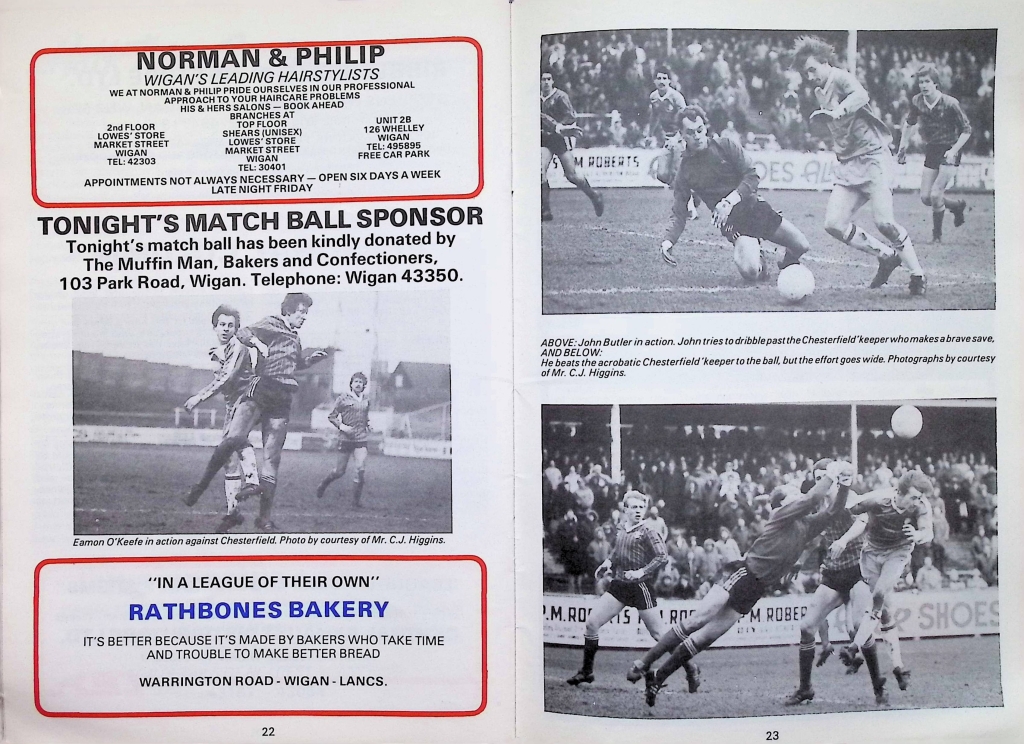 NORMAN & PHILIP
WIGAN'S LEADING HAIRSTYLISTS
WE AT NORMAN & PHILIP PRIDE OURSELVES IN OUR PROFESSIONAL
APPROACH TO YOUR HAIRCARE PROBLEMS
HIS & HERS SALONS — BOOK AHEAD
BRANCHES AT
2nd FLOOR
LOWES' STORE
MARKET STREET
WIGAN
TEL: 42303
TOP FLOOR
SHEARS (UNISEX)
LOWES' STORE
MARKET STREET
WIGAN
TEL: 30401
UNIT 2B
126 WHELLEY
WIGAN
TEL: 495895
FREE CAR PARK
APPOINTMENTS NOT ALWAYS NECESSARY — OPEN SIX DAYS A WEEK
LATE NIGHT FRIDAY
TONIGHT'S MATCH BALL SPONSOR
Tonight's match ball has been kindly donated by
The Muffin Man, Bakers and Confectioners,
103 Park Road, Wigan. Telephone: Wigan 43350.
Eamon O'Keefe in action against Chesterfield. Photo by courtesy of Mr. C.J. Higgins.
"IN A LEAGUE OF THEIR OWN"
RATHBONES BAKERY
IT'S BETTER BECAUSE IT'S MADE BY BAKERS WHO TAKE TIME
AND TROUBLE TO MAKE BETTER BREAD
WARRINGTON ROAD - WIGAN - LANCS.
22
M ROBERTS
SHOES
ABOVE: John Butler in action. John tries to dribble past the Chesterfield 'keeper who makes a brave save,
AND BELOW:
He beats the acrobatic Chesterfield 'keeper to the ball, but the effort goes wide. Photographs by courtesy
of Mr. C.J. Higgins.
P.M. ROBERTS
P.M ROBER
SHOES
23